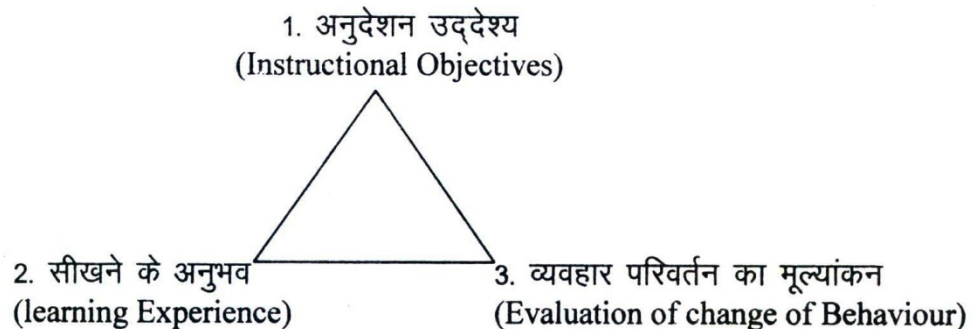 1. अनुदेशन उद्देश्य
(Instructional Objectives)
2. सीखने के अनुभव
(learning Experience)
3. व्यवहार परिवर्तन का मूल्यांकन
(Evaluation of change of Behaviour)